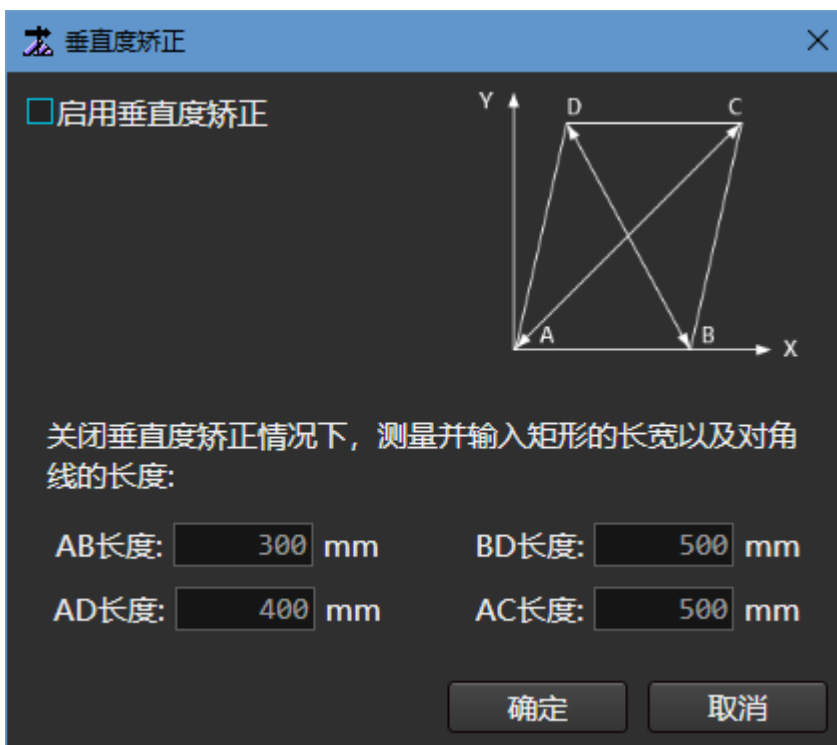 垂直度矫正
启用垂直度矫正
Y
D
C
A
B
X
关闭垂直度矫正情况下，测量并输入矩形的长宽以及对角
线的长度:
AB长度: 300 mm BD长度: 500 mm
AD长度: 400 mm AC长度: 500 mm
确定 取消